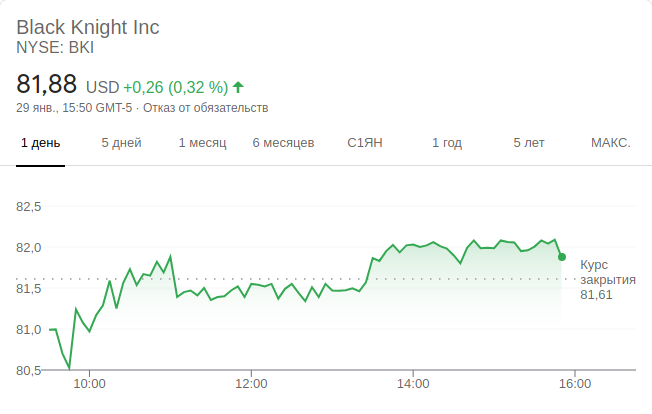 Black Knight Inc
NYSE: BKI
81,88 USD +0,26 (0,32 %)
29 янв., 15:50 GMT-5 · Отказ от обязательств
1 день 5 дней 1 месяц 6 месяцев С1ЯН 1 год 5 лет МАКС.
82,5
82,0
Курс
закрытия
81,61
81,5
81,0
80,5
10:00 12:00 14:00 16:00